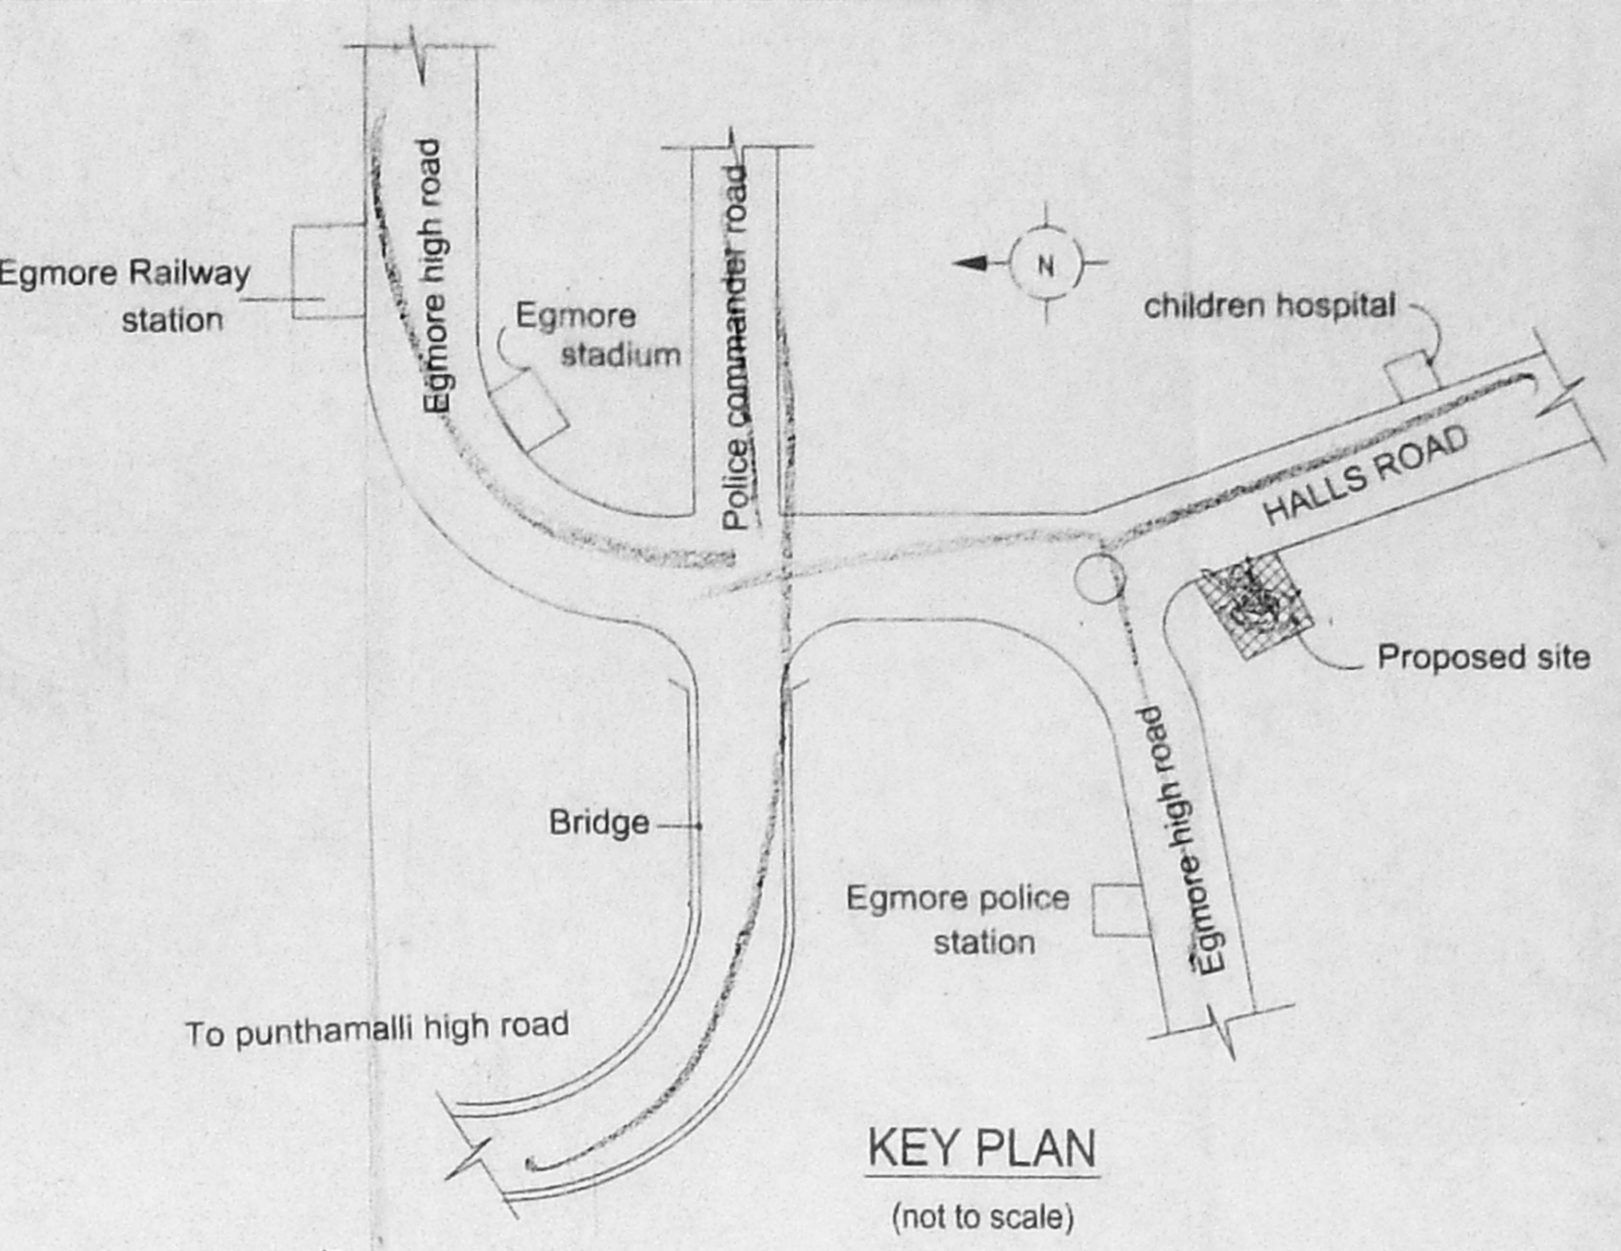 Egmore high road
Police commander road
Egmore Railway
station
Egmore
stadium
N
children hospital
HALLS ROAD
Proposed site
Bridge
Egmore high road
Egmore police
station
To punthamalli high road
KEY PLAN
(not to scale)